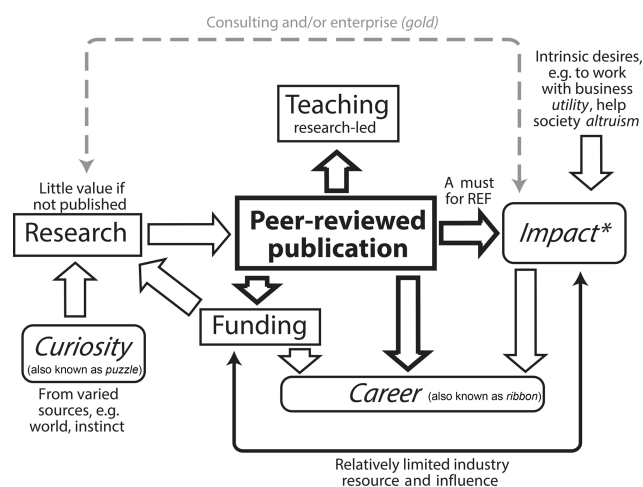 Consulting and/or enterprise (gold)
Intrinsic desires,
e.g. to work
with business
utility, help
society altruism
Teaching
research-led
Little value if
not published
Research
Peer-reviewed
publication
A must
for REF
Impact*
Funding
Curiosity
(also known as puzzle)
From varied
sources, e.g.
world, instinct
Career (also known as ribbon)
Relatively limited industry
resource and influence